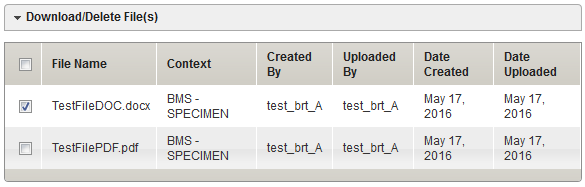 Download/Delete File(s)
File Name Context Created By Uploaded By Date Created Date Uploaded
TestFileDOC.docx BMS - SPECIMEN test_brt_A test_brt_A May 17, 2016 May 17, 2016
TestFilePDF.pdf BMS - SPECIMEN test_brt_A test_brt_A May 17, 2016 May 17, 2016